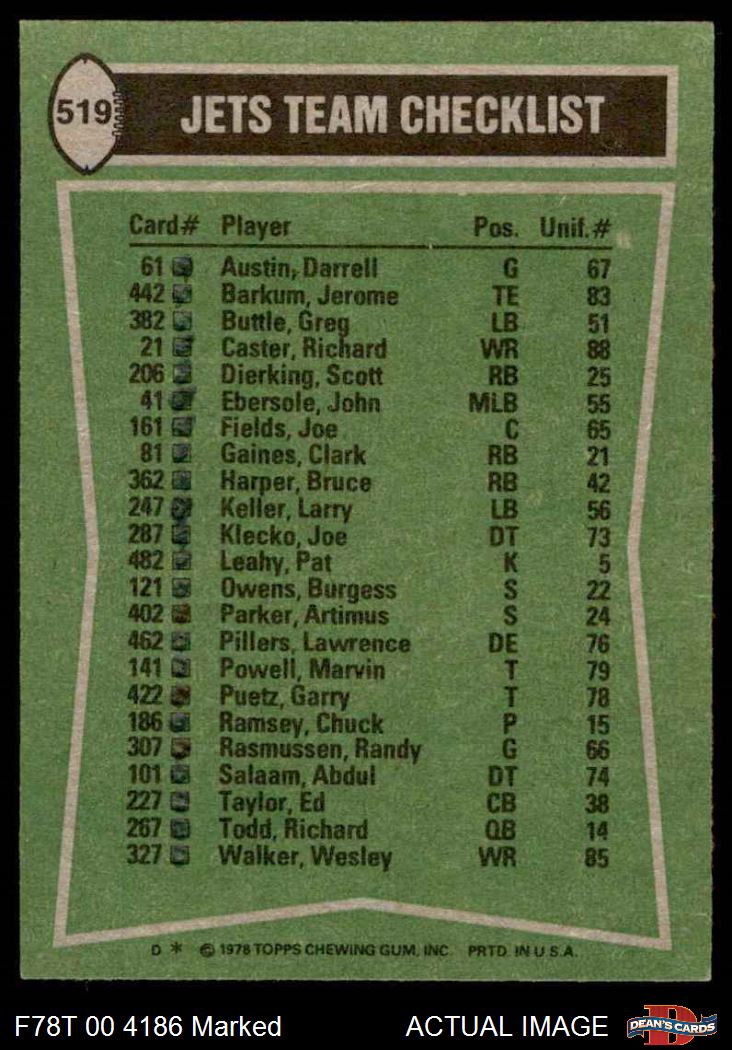 519 JETS TEAM CHECKLIST
Card# Player Pos. Unif.#
61 Austin, Darrell G 67
442 Barkum, Jerome TE 83
382 Buttle, Greg LB 51
21 Caster, Richard WR 88
206 Dierking, Scott RB 25
41 Ebersole, John MLB 55
161 Fields, Joe C 65
81 Gaines, Clark RB 21
362 Harper, Bruce RB 42
247 Keller, Larry LB 56
287 Klecko, Joe DT 73
482 Leahy, Pat K 5
121 Owens, Burgess S 22
402 Parker, Artimus S 24
462 Pillers, Lawrence DE 76
141 Powell, Marvin T 79
422 Puetz, Garry T 78
186 Ramsey, Chuck P 15
307 Rasmussen, Randy G 66
101 Salaam, Abdul DT 74
227 Taylor, Ed CB 38
267 Todd, Richard QB 14
327 Walker, Wesley WR 85
D * © 1978 TOPPS CHEWING GUM, INC. PRTD. IN U.S.A.
F78T 00 4186 Marked ACTUAL IMAGE D DEAN'S CARDS